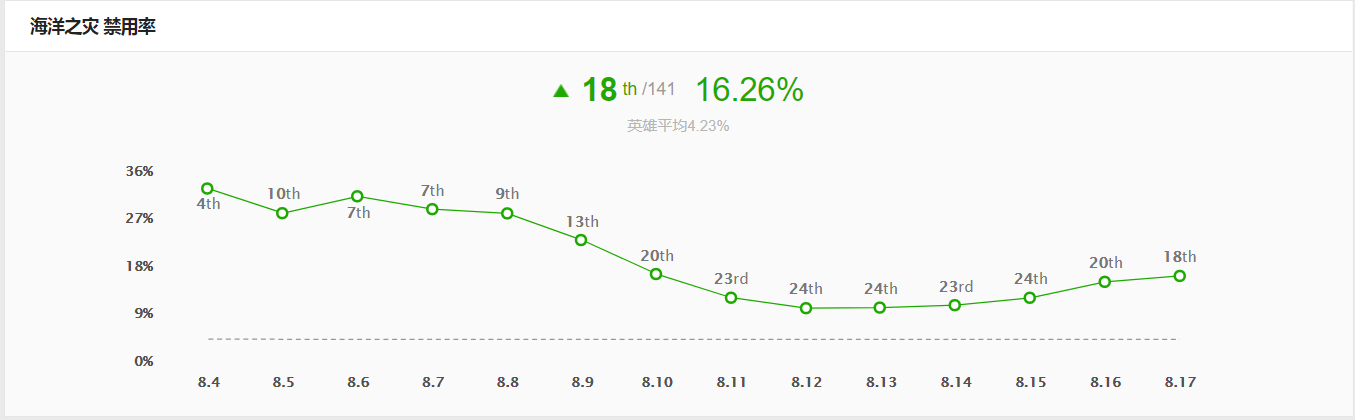 海洋之灾 禁用率
▲ 18 th /141 16.26%
英雄平均4.23%
36%
27%
18%
9%
0%
4th 10th 7th 7th 9th 13th 20th 23rd 24th 24th 23rd 24th 20th 18th
8.4 8.5 8.6 8.7 8.8 8.9 8.10 8.11 8.12 8.13 8.14 8.15 8.16 8.17